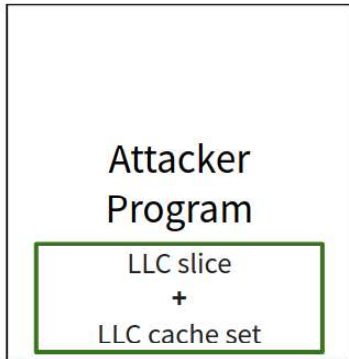 Attacker
Program
LLC slice
+
LLC cache set